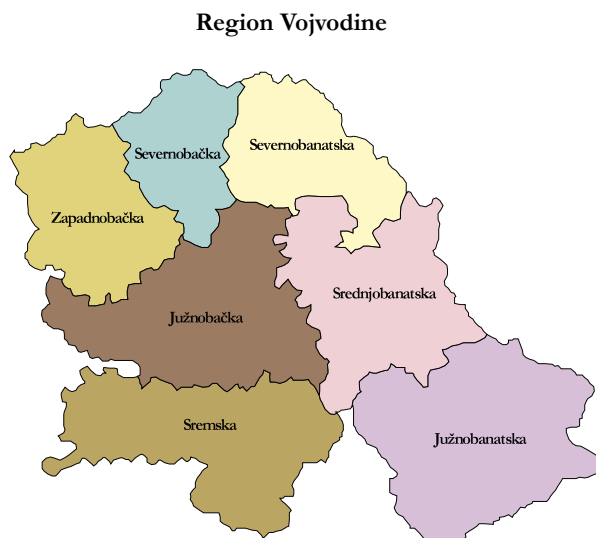 Region Vojvodine
Severnobačka
Severnobanatska
Zapadnobačka
Srednjobanatska
Južnobačka
Sremska
Južnobanatska